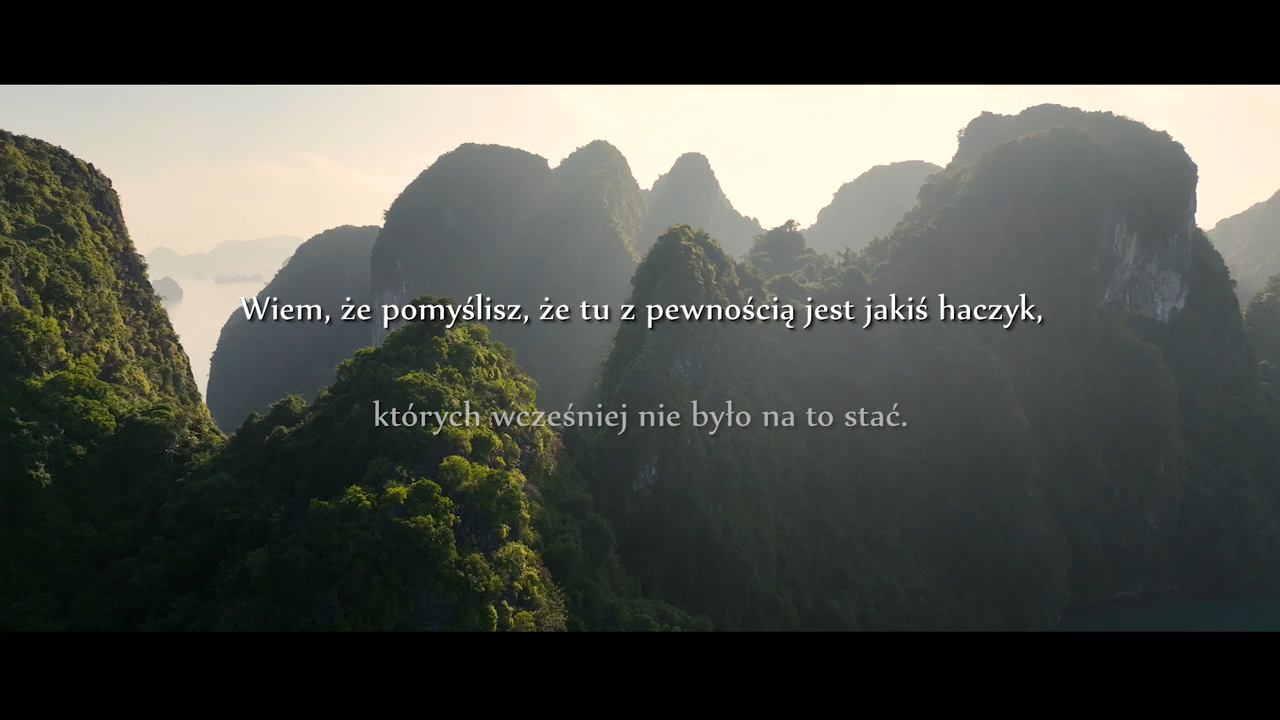 Wiem, że pomyślisz, że tu z pewnością jest jakiś haczyk,
których wcześniej nie było na to stać.